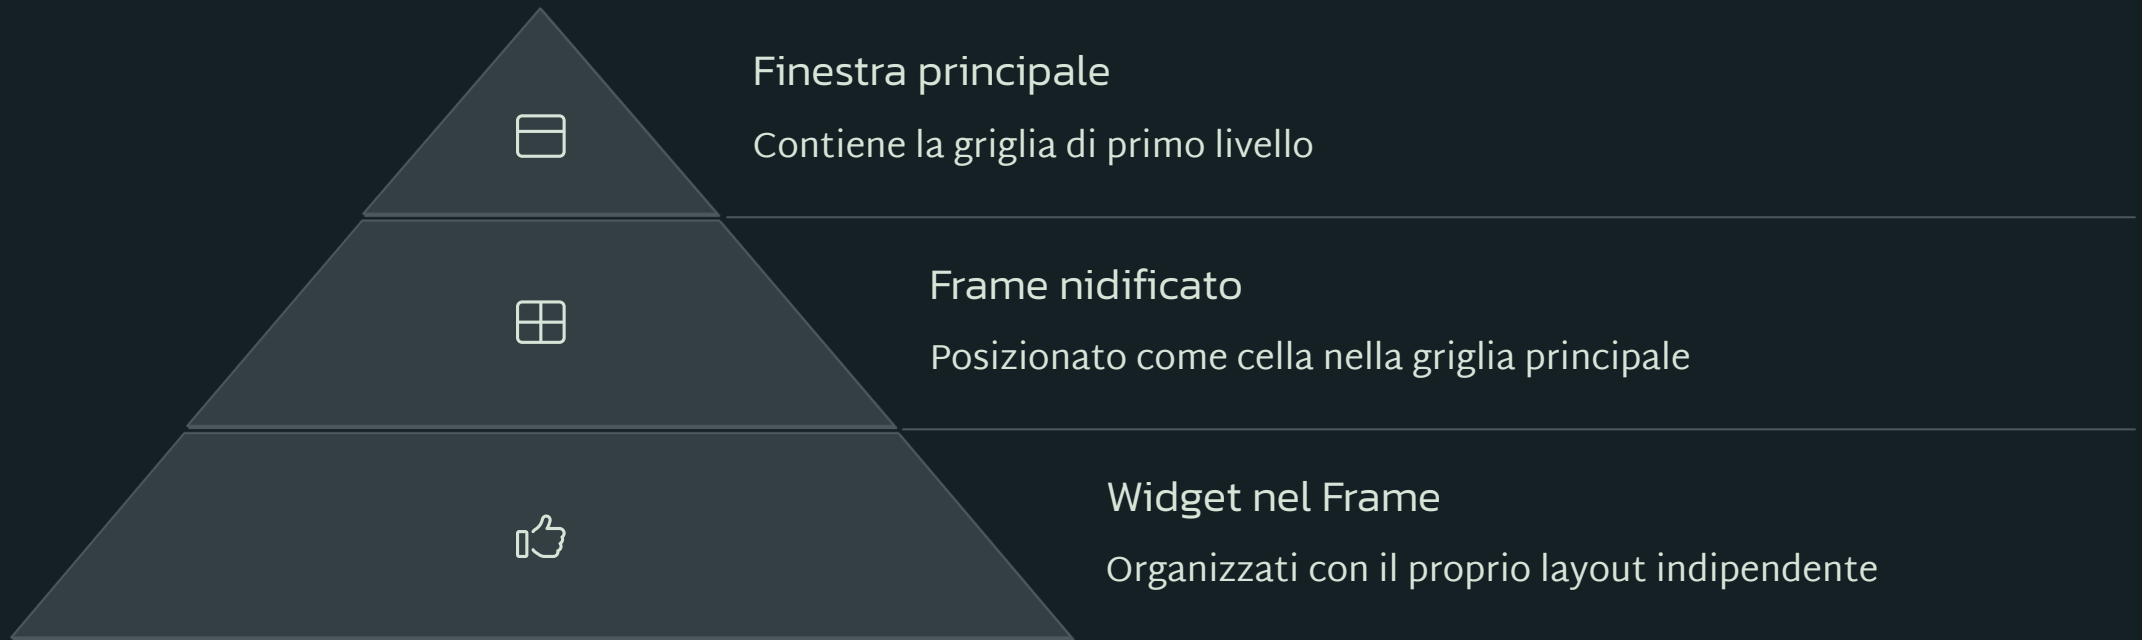 Finestra principale
Contiene la griglia di primo livello
Frame nidificato
Posizionato come cella nella griglia principale
Widget nel Frame
Organizzati con il proprio layout indipendente